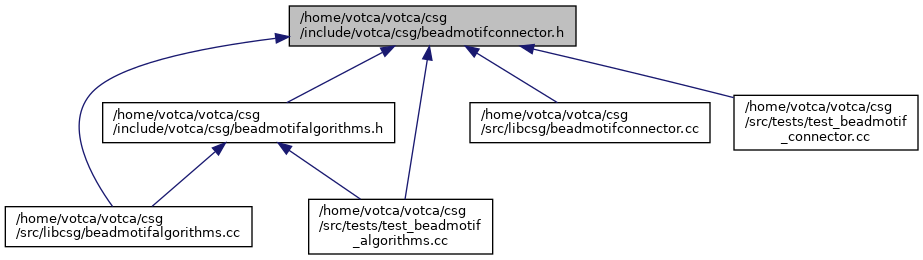 /home/votca/votca/csg
/include/votca/csg/beadmotifconnector.h
/home/votca/votca/csg
/include/votca/csg/beadmotifalgorithms.h
/home/votca/votca/csg
/src/libcsg/beadmotifconnector.cc
/home/votca/votca/csg
/src/tests/test_beadmotif
_connector.cc
/home/votca/votca/csg
/src/libcsg/beadmotifalgorithms.cc
/home/votca/votca/csg
/src/tests/test_beadmotif
_algorithms.cc